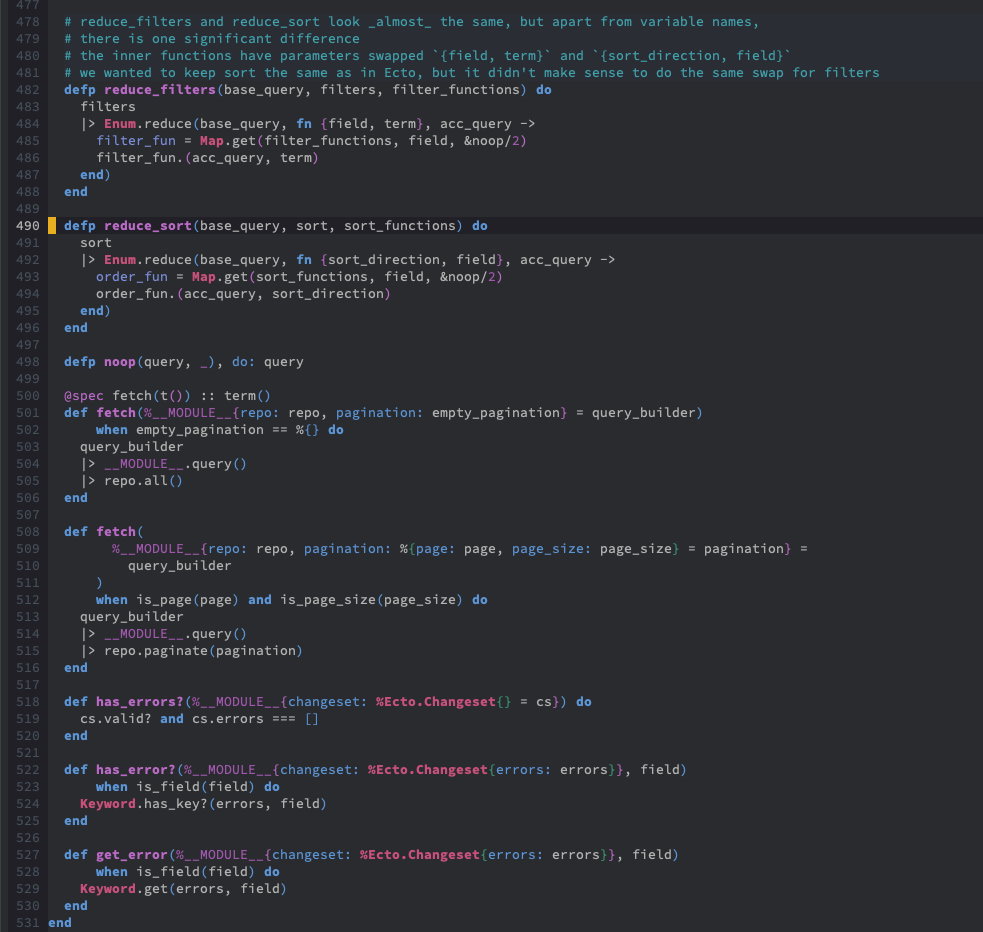 477
478 # reduce_filters and reduce_sort look _almost_ the same, but apart from variable names,
479 # there is one significant difference
480 # the inner functions have parameters swapped `{field, term}` and `{sort_direction, field}`
481 # we wanted to keep sort the same as in Ecto, but it didn't make sense to do the same swap for filters
482 defp reduce_filters(base_query, filters, filter_functions) do
483 filters
484 |> Enum.reduce(base_query, fn {field, term}, acc_query ->
485 filter_fun = Map.get(filter_functions, field, &noop/2)
486 filter_fun.(acc_query, term)
487 end)
488 end
489
490 defp reduce_sort(base_query, sort, sort_functions) do
491 sort
492 |> Enum.reduce(base_query, fn {sort_direction, field}, acc_query ->
493 order_fun = Map.get(sort_functions, field, &noop/2)
494 order_fun.(acc_query, sort_direction)
495 end)
496 end
497
498 defp noop(query, _), do: query
499
500 @spec fetch(t()) :: term()
501 def fetch(%__MODULE__{repo: repo, pagination: empty_pagination} = query_builder)
502 when empty_pagination == %{} do
503 query_builder
504 |> __MODULE__.query()
505 |> repo.all()
506 end
507
508 def fetch(
509 %__MODULE__{repo: repo, pagination: %{page: page, page_size: page_size} = pagination} =
510 query_builder
511 )
512 when is_page(page) and is_page_size(page_size) do
513 query_builder
514 |> __MODULE__.query()
515 |> repo.paginate(pagination)
516 end
517
518 def has_errors?(%__MODULE__{changeset: %Ecto.Changeset{} = cs}) do
519 cs.valid? and cs.errors === []
520 end
521
522 def has_error?(%__MODULE__{changeset: %Ecto.Changeset{errors: errors}}, field)
523 when is_field(field) do
524 Keyword.has_key?(errors, field)
525 end
526
527 def get_error(%__MODULE__{changeset: %Ecto.Changeset{errors: errors}}, field)
528 when is_field(field) do
529 Keyword.get(errors, field)
530 end
531 end